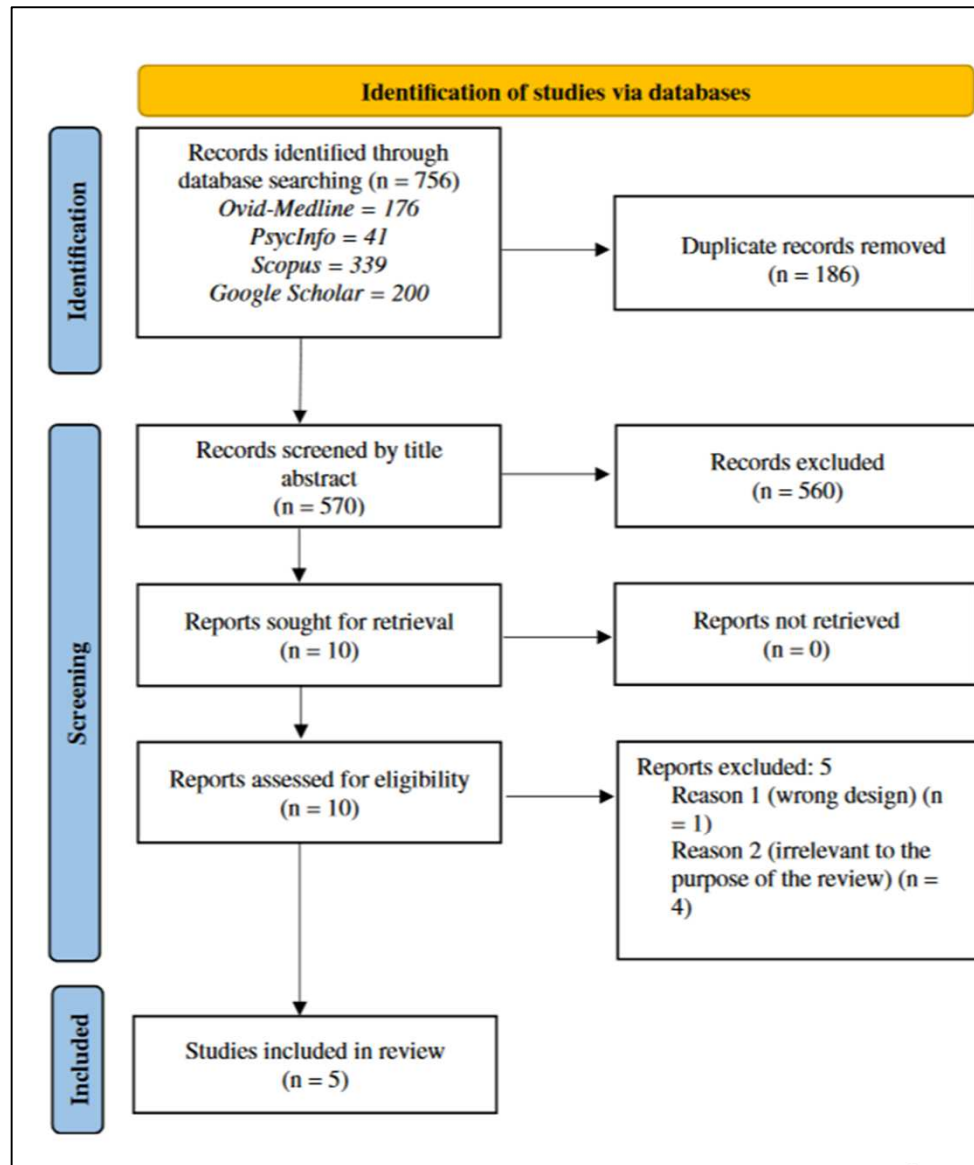 Identification of studies via databases
Identification
Records identified through
database searching (n = 756)
Ovid-Medline = 176
PsycInfo = 41
Scopus = 339
Google Scholar = 200
Duplicate records removed
(n = 186)
Screening
Records screened by title
abstract
(n = 570)
Records excluded
(n = 560)
Reports sought for retrieval
(n = 10)
Reports not retrieved
(n = 0)
Reports assessed for eligibility
(n = 10)
Reports excluded: 5
Reason 1 (wrong design) (n
= 1)
Reason 2 (irrelevant to the
purpose of the review) (n =
4)
Included
Studies included in review
(n = 5)